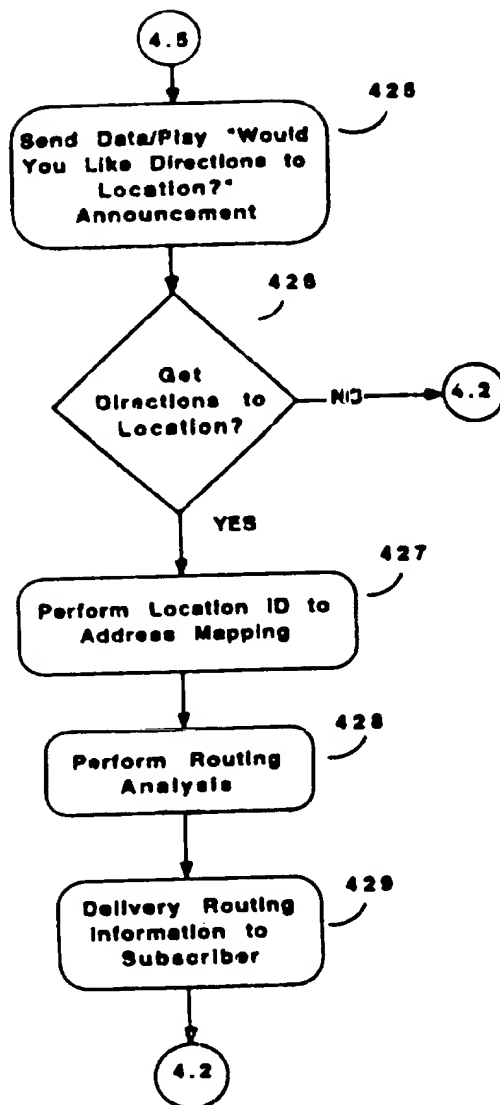 4.5
425
Send Data/Play "Would
You Like Directions to
Location?"
Announcement
426
Get
Directions to
Location?
NO
4.2
YES
427
Perform Location ID to
Address Mapping
428
Perform Routing
Analysis
429
Delivery Routing
Information to
Subscriber
4.2